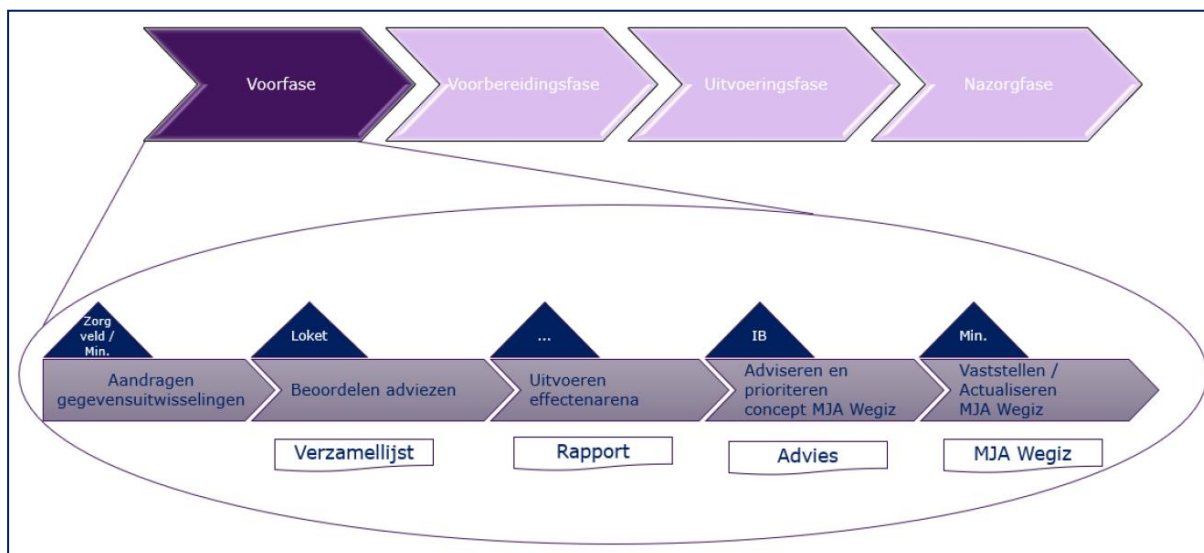 Voorfase
Voorbereidingsfase
Uitvoeringsfase
Nazorgfase
Zorg
veld /
Min.
Loket
...
IB
Min.
Aandragen
gegevensuitwisselingen
Beoordelen adviezen
Uitvoeren
effectenarena
Adviseren en
prioriteren
concept MJA Wegiz
Vaststellen /
Actualiseren
MJA Wegiz
Verzamellijst
Rapport
Advies
MJA Wegiz